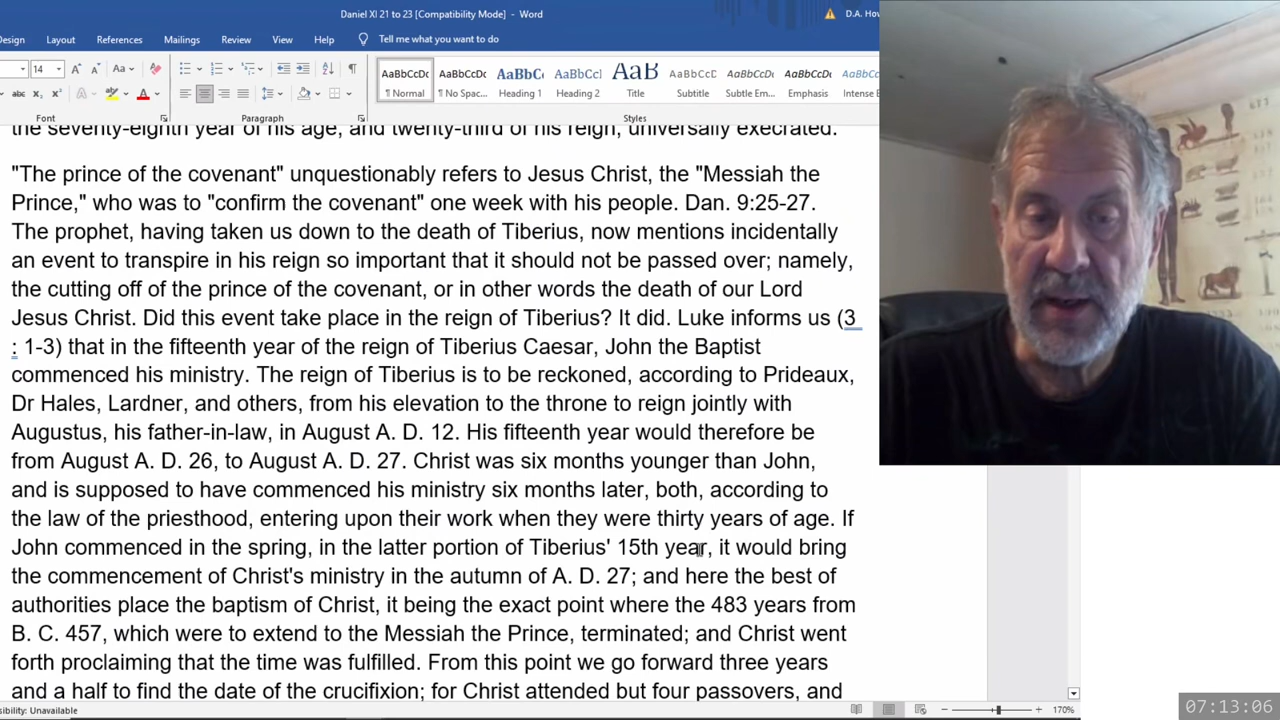 Daniel XI 21 to 23 [Compatibility Mode] - Word
D.A. Hov
Design Layout References Mailings Review View Help Tell me what you want to do
14
Aa
AaBbCcDc AaBbCcDc AaBbC( AaBbCcI AaB AaBbCcD AaBbCcDc AaBbCcDc AaBbCcD
¶ Normal ¶ No Spac... Heading 1 Heading 2 Title Subtitle Subtle Em... Emphasis Intense E
Font Paragraph Styles
the seventy-eighth year of his age, and twenty-third of his reign, universally execrated.
"The prince of the covenant" unquestionably refers to Jesus Christ, the "Messiah the
Prince," who was to "confirm the covenant" one week with his people. Dan. 9:25-27.
The prophet, having taken us down to the death of Tiberius, now mentions incidentally
an event to transpire in his reign so important that it should not be passed over; namely,
the cutting off of the prince of the covenant, or in other words the death of our Lord
Jesus Christ. Did this event take place in the reign of Tiberius? It did. Luke informs us (3
: 1-3) that in the fifteenth year of the reign of Tiberius Caesar, John the Baptist
commenced his ministry. The reign of Tiberius is to be reckoned, according to Prideaux,
Dr Hales, Lardner, and others, from his elevation to the throne to reign jointly with
Augustus, his father-in-law, in August A. D. 12. His fifteenth year would therefore be
from August A. D. 26, to August A. D. 27. Christ was six months younger than John,
and is supposed to have commenced his ministry six months later, both, according to
the law of the priesthood, entering upon their work when they were thirty years of age. If
John commenced in the spring, in the latter portion of Tiberius' 15th year, it would bring
the commencement of Christ's ministry in the autumn of A. D. 27; and here the best of
authorities place the baptism of Christ, it being the exact point where the 483 years from
B. C. 457, which were to extend to the Messiah the Prince, terminated; and Christ went
forth proclaiming that the time was fulfilled. From this point we go forward three years
and a half to find the date of the crucifixion; for Christ attended but four passovers, and
sibility: Unavailable
170%
07:13:06